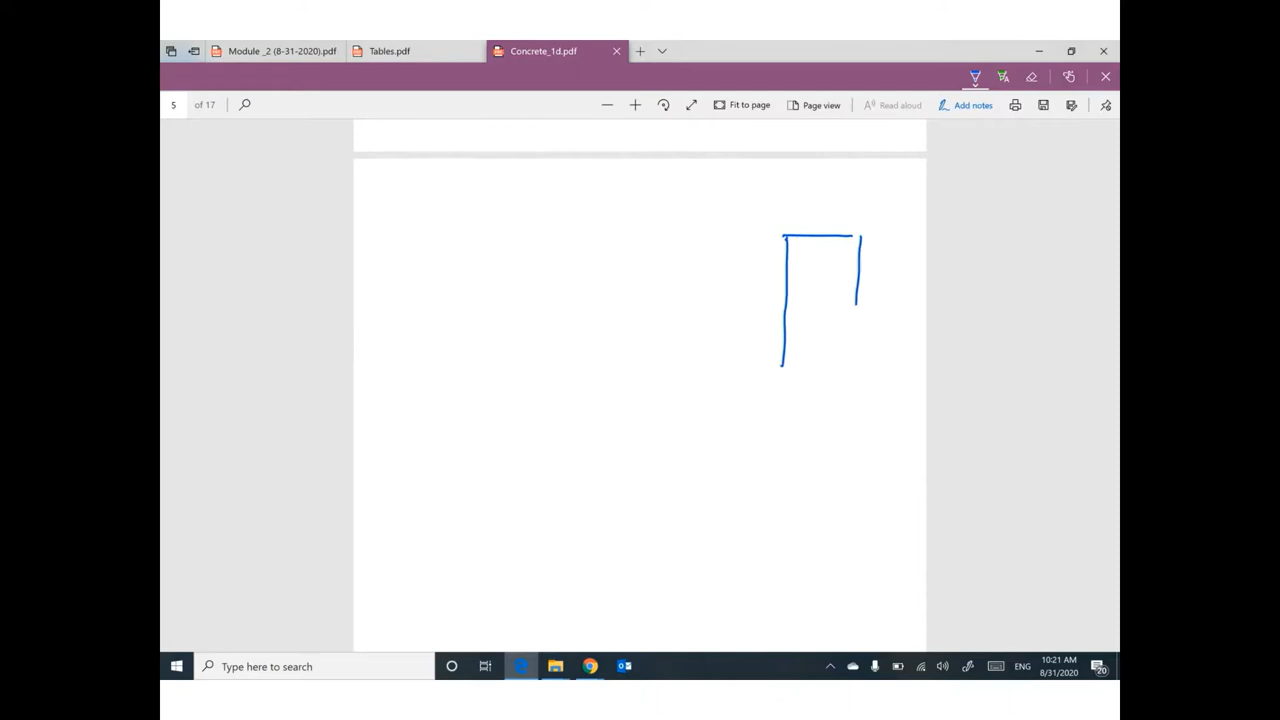 Module _2 (8-31-2020).pdf
Tables.pdf
Concrete_1d.pdf
5 of 17
Fit to page
Page view
Read aloud
Add notes
Type here to search
ENG
10:21 AM
8/31/2020
20